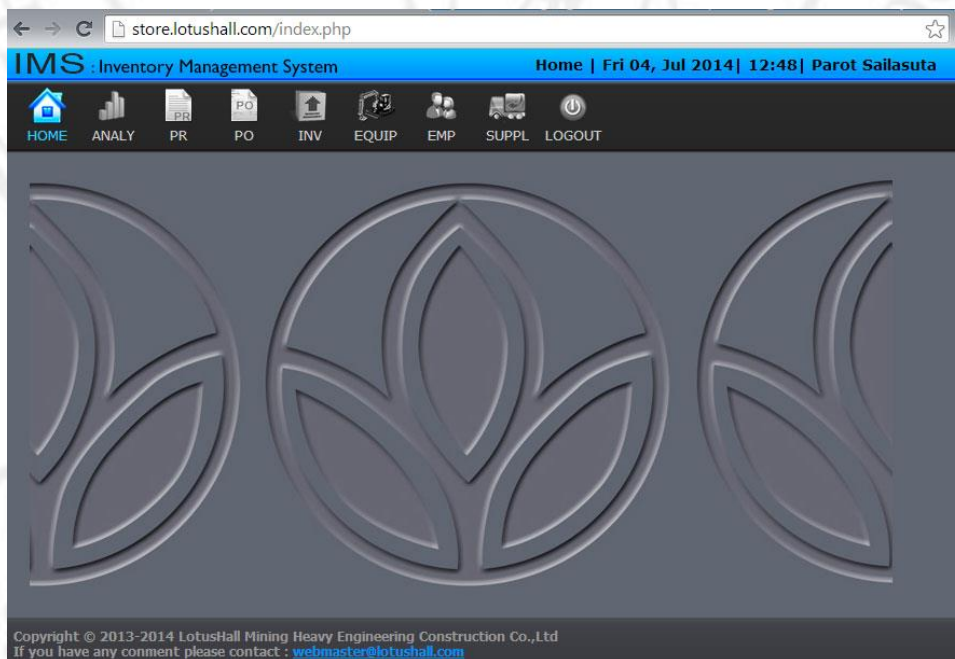 store.lotushall.com/index.php
IMS : Inventory Management System
Home | Fri 04, Jul 2014| 12:48| Parot Sailasuta
PR
PO
HOME ANALY PR PO INV EQUIP EMP SUPPL LOGOUT
Copyright © 2013-2014 LotusHall Mining Heavy Engineering Construction Co.,Ltd
If you have any conment please contact : webmaster@lotushall.com